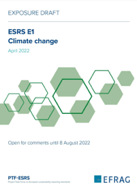 EXPOSURE DRAFT
ESRS E1
Climate change
April 2022
Open for comments until 8 August 2022
PTF-ESRS
EFRAG